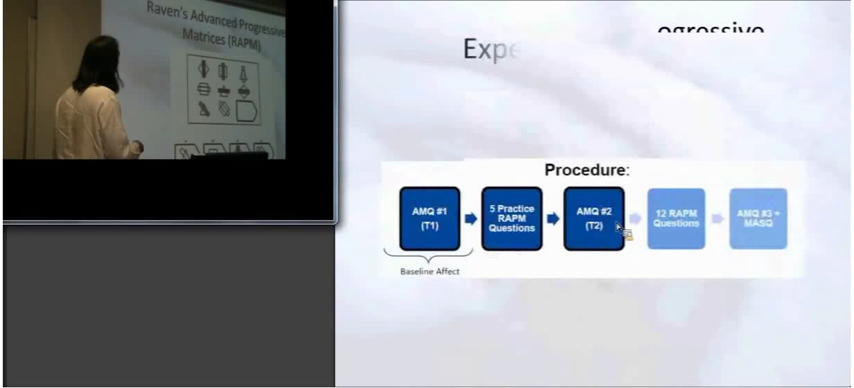 Raven's Advanced Progressive
Matrices (RAPM)
Expe
ogressive
Procedure:
AMQ #1
(T1)
5 Practice
RAPM
Questions
AMQ #2
(T2)
12 RAPM
Questions
AMQ #3 +
MASQ
Baseline Affect